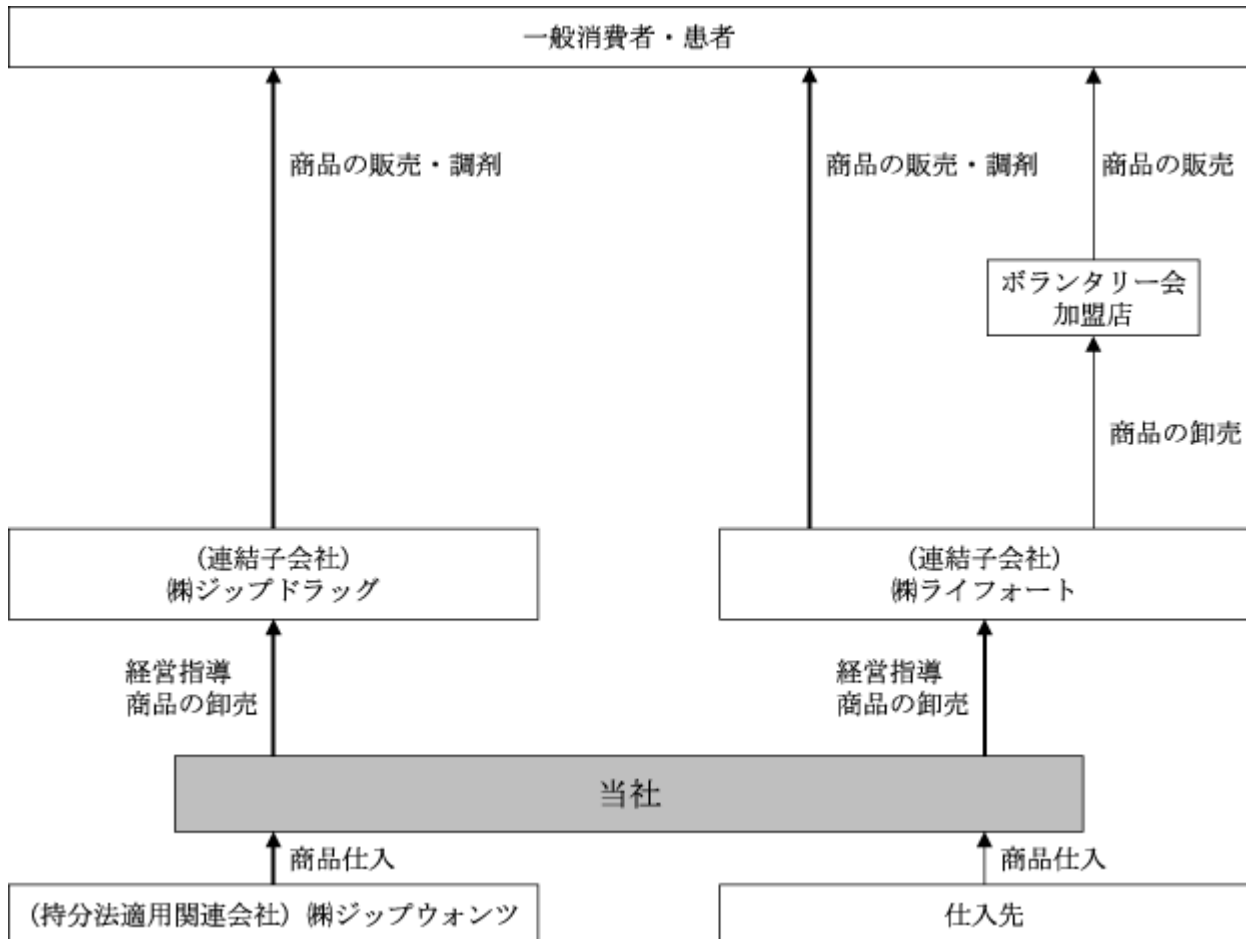 一般消費者・患者
商品の販売・調剤
商品の販売・調剤
商品の販売
ボランタリー会
加盟店
商品の卸売
(連結子会社)
㈱ジップドラッグ
(連結子会社)
㈱ライフォート
経営指導
商品の卸売
経営指導
商品の卸売
当社
商品仕入
商品仕入
(持分法適用関連会社) ㈱ジップウォンツ
仕入先